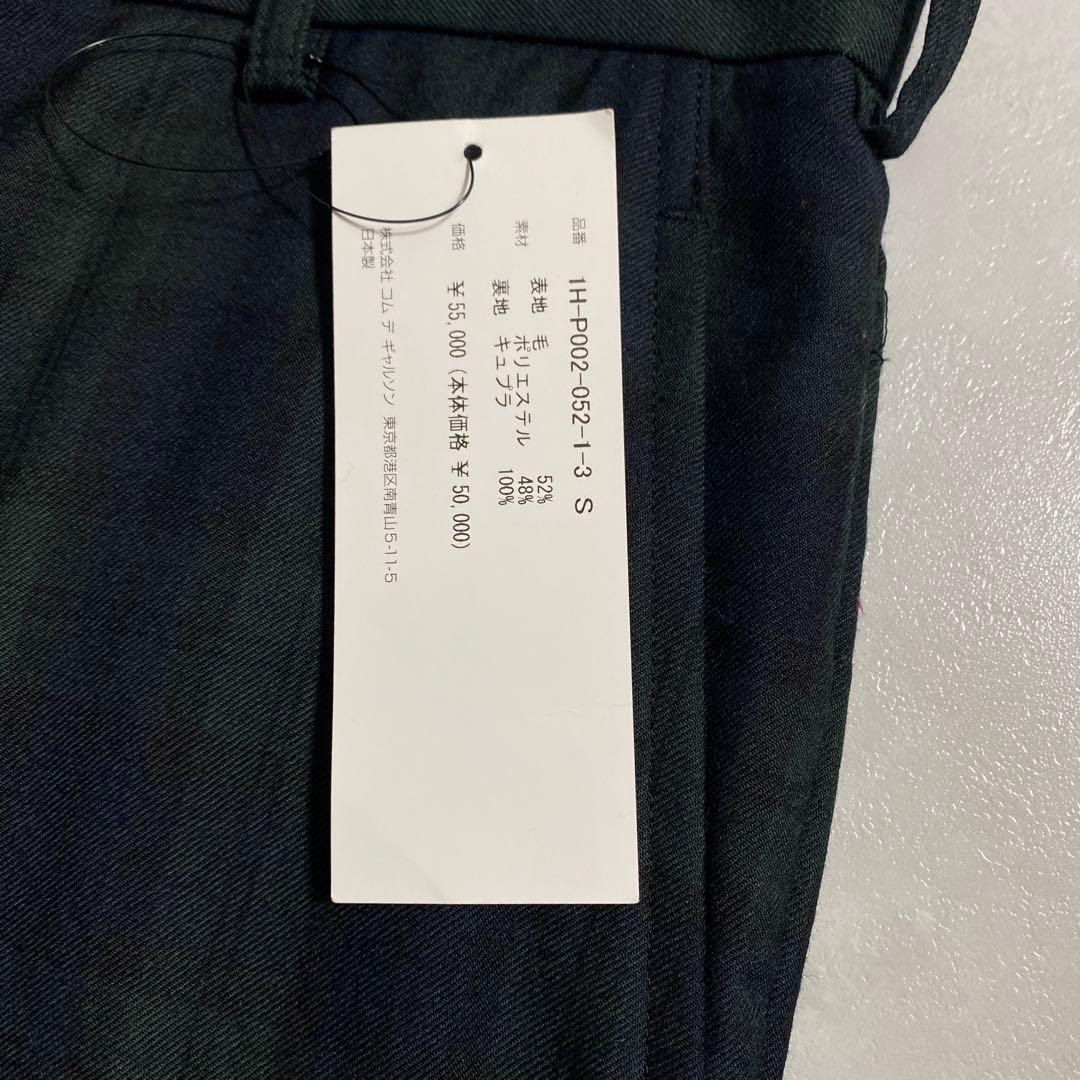 品番 1H-P002-052-1-3 S
素材 表地 毛 52%
ポリエステル 48%
裏地 キュプラ 100%
価格 ¥ 55,000 (本体価格 ¥ 50,000)
株式会社 コム デ ギャルソン 東京都港区南青山5-11-5
日本製